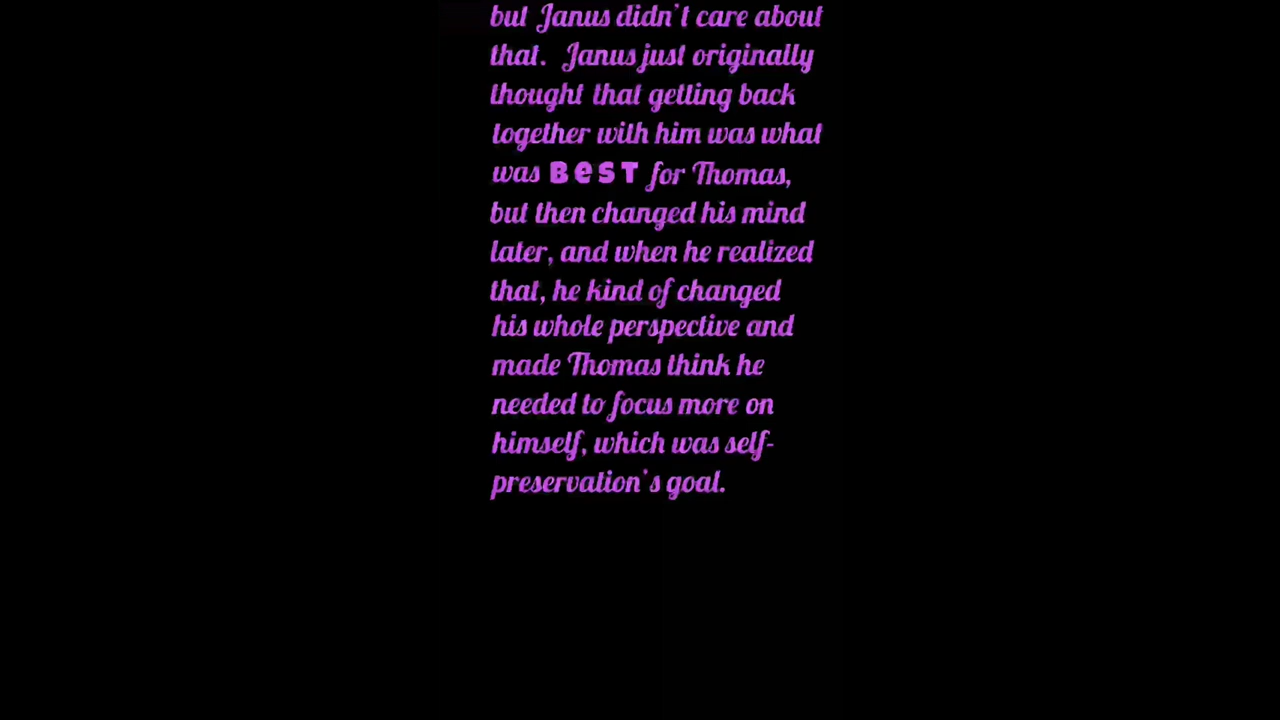 but Janus didn't care about
that. Janus just originally
thought that getting back
together with him was what
was BeST for Thomas,
but then changed his mind
later, and when he realized
that, he kind of changed
his whole perspective and
made Thomas think he
needed to focus more on
himself, which was self-
preservation's goal.